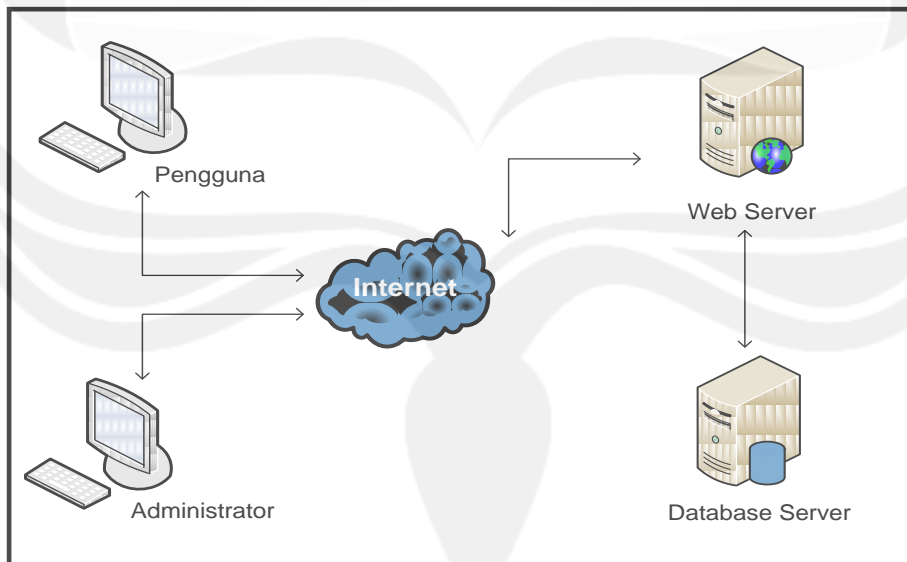 Pengguna
Web Server
Internet
Administrator
Database Server